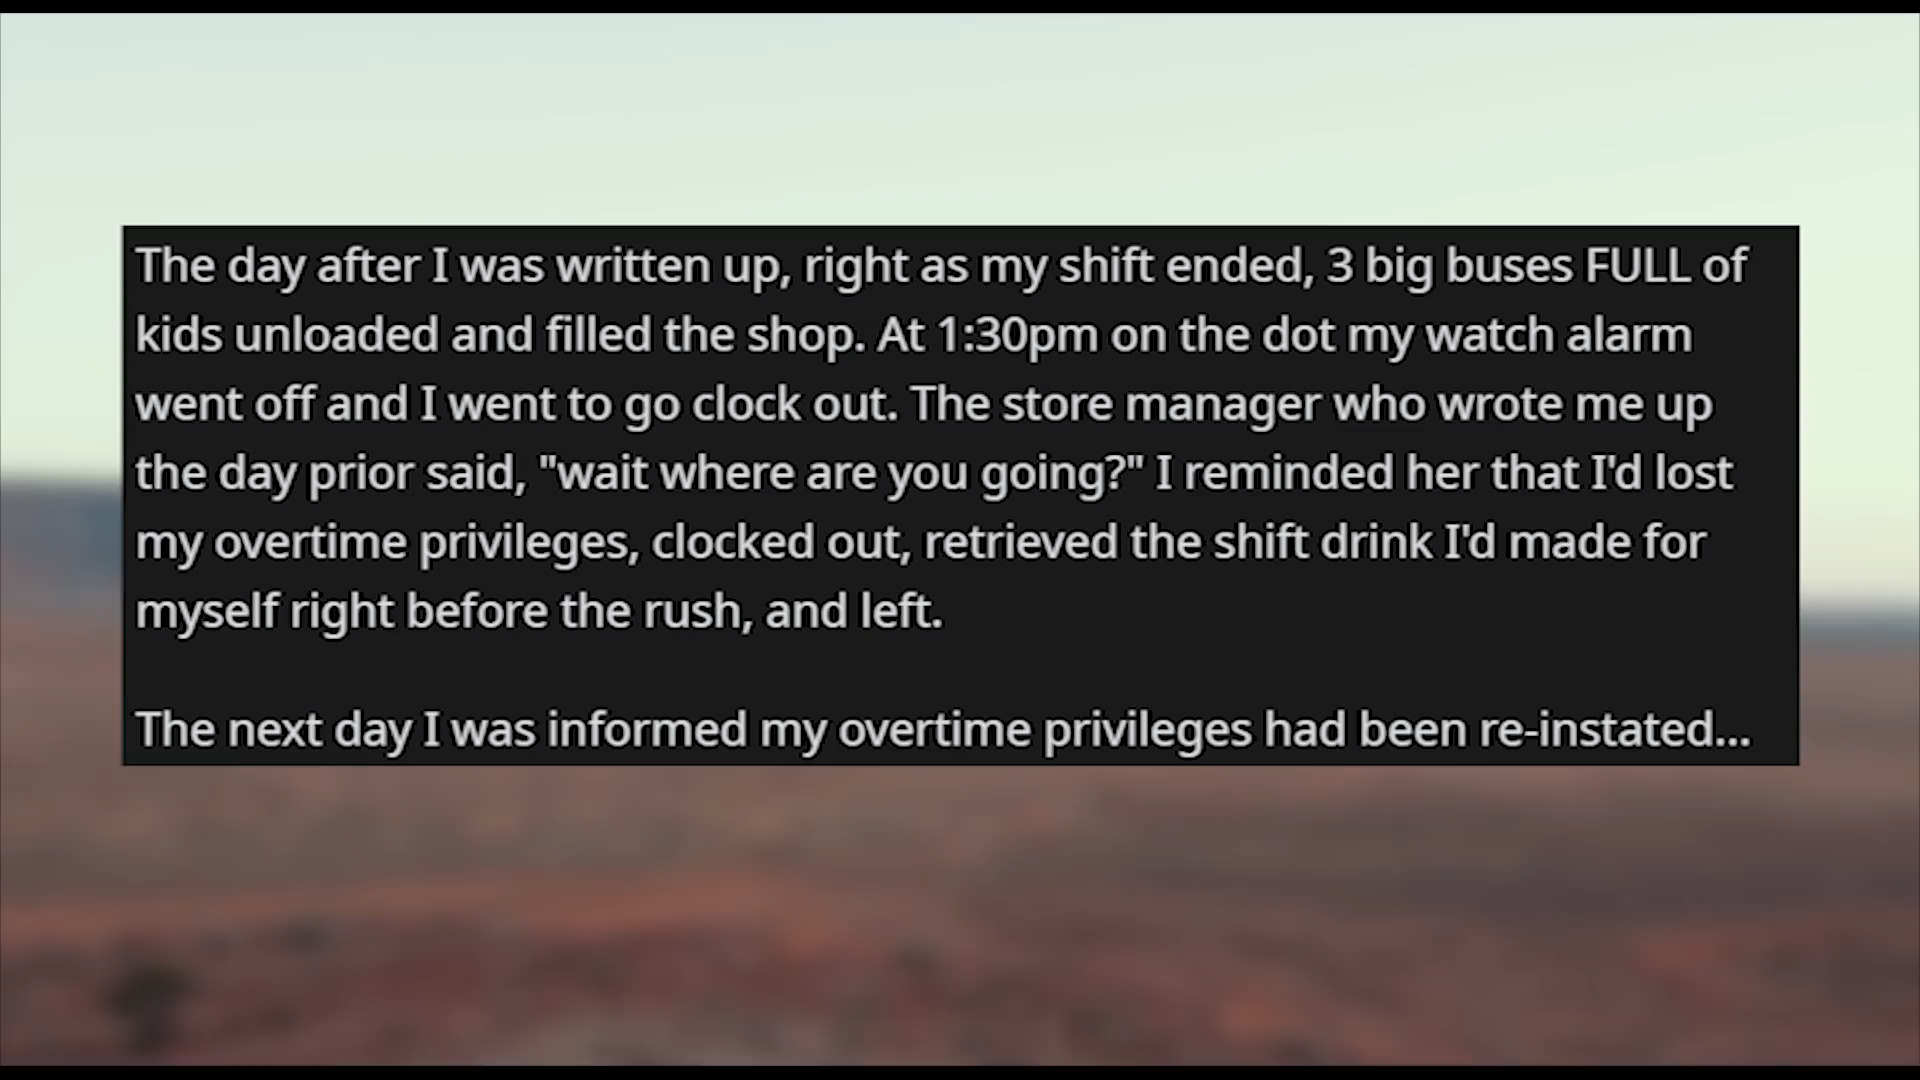 The day after I was written up, right as my shift ended, 3 big buses FULL of
kids unloaded and filled the shop. At 1:30pm on the dot my watch alarm
went off and I went to go clock out. The store manager who wrote me up
the day prior said, "wait where are you going?" I reminded her that I'd lost
my overtime privileges, clocked out, retrieved the shift drink I'd made for
myself right before the rush, and left.
The next day I was informed my overtime privileges had been re-instated...